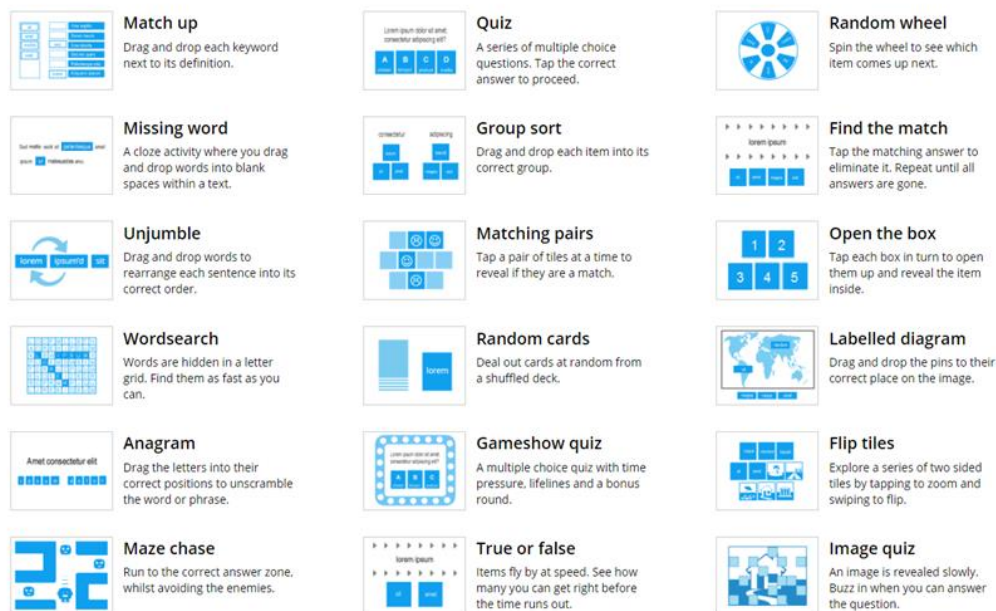 Match up
Drag and drop each keyword
next to its definition.
Quiz
A series of multiple choice
questions. Tap the correct
answer to proceed.
Random wheel
Spin the wheel to see which
item comes up next.
Missing word
A cloze activity where you drag
and drop words into blank
spaces within a text.
Group sort
Drag and drop each item into its
correct group.
Find the match
Tap the matching answer to
eliminate it. Repeat until all
answers are gone.
lorem ipsum
Unjumble
Drag and drop words to
rearrange each sentence into its
correct order.
lorem ipsum'd sit
Matching pairs
Tap a pair of tiles at a time to
reveal if they are a match.
Open the box
Tap each box in turn to open
them up and reveal the item
inside.
1 2
3 4 5
Wordsearch
Words are hidden in a letter
grid. Find them as fast as you
can.
Random cards
Deal out cards at random from
a shuffled deck.
lorem
Labelled diagram
Drag and drop the pins to their
correct place on the image.
Anagram
Drag the letters into their
correct positions to unscramble
the word or phrase.
Amet consectetur elit
Gameshow quiz
A multiple choice quiz with time
pressure, lifelines and a bonus
round.
A B C
Flip tiles
Explore a series of two sided
tiles by tapping to zoom and
swiping to flip.
Maze chase
Run to the correct answer zone,
whilst avoiding the enemies.
True or false
Items fly by at speed. See how
many you can get right before
the time runs out.
lorem ipsum
Image quiz
An image is revealed slowly.
Buzz in when you can answer
the question.